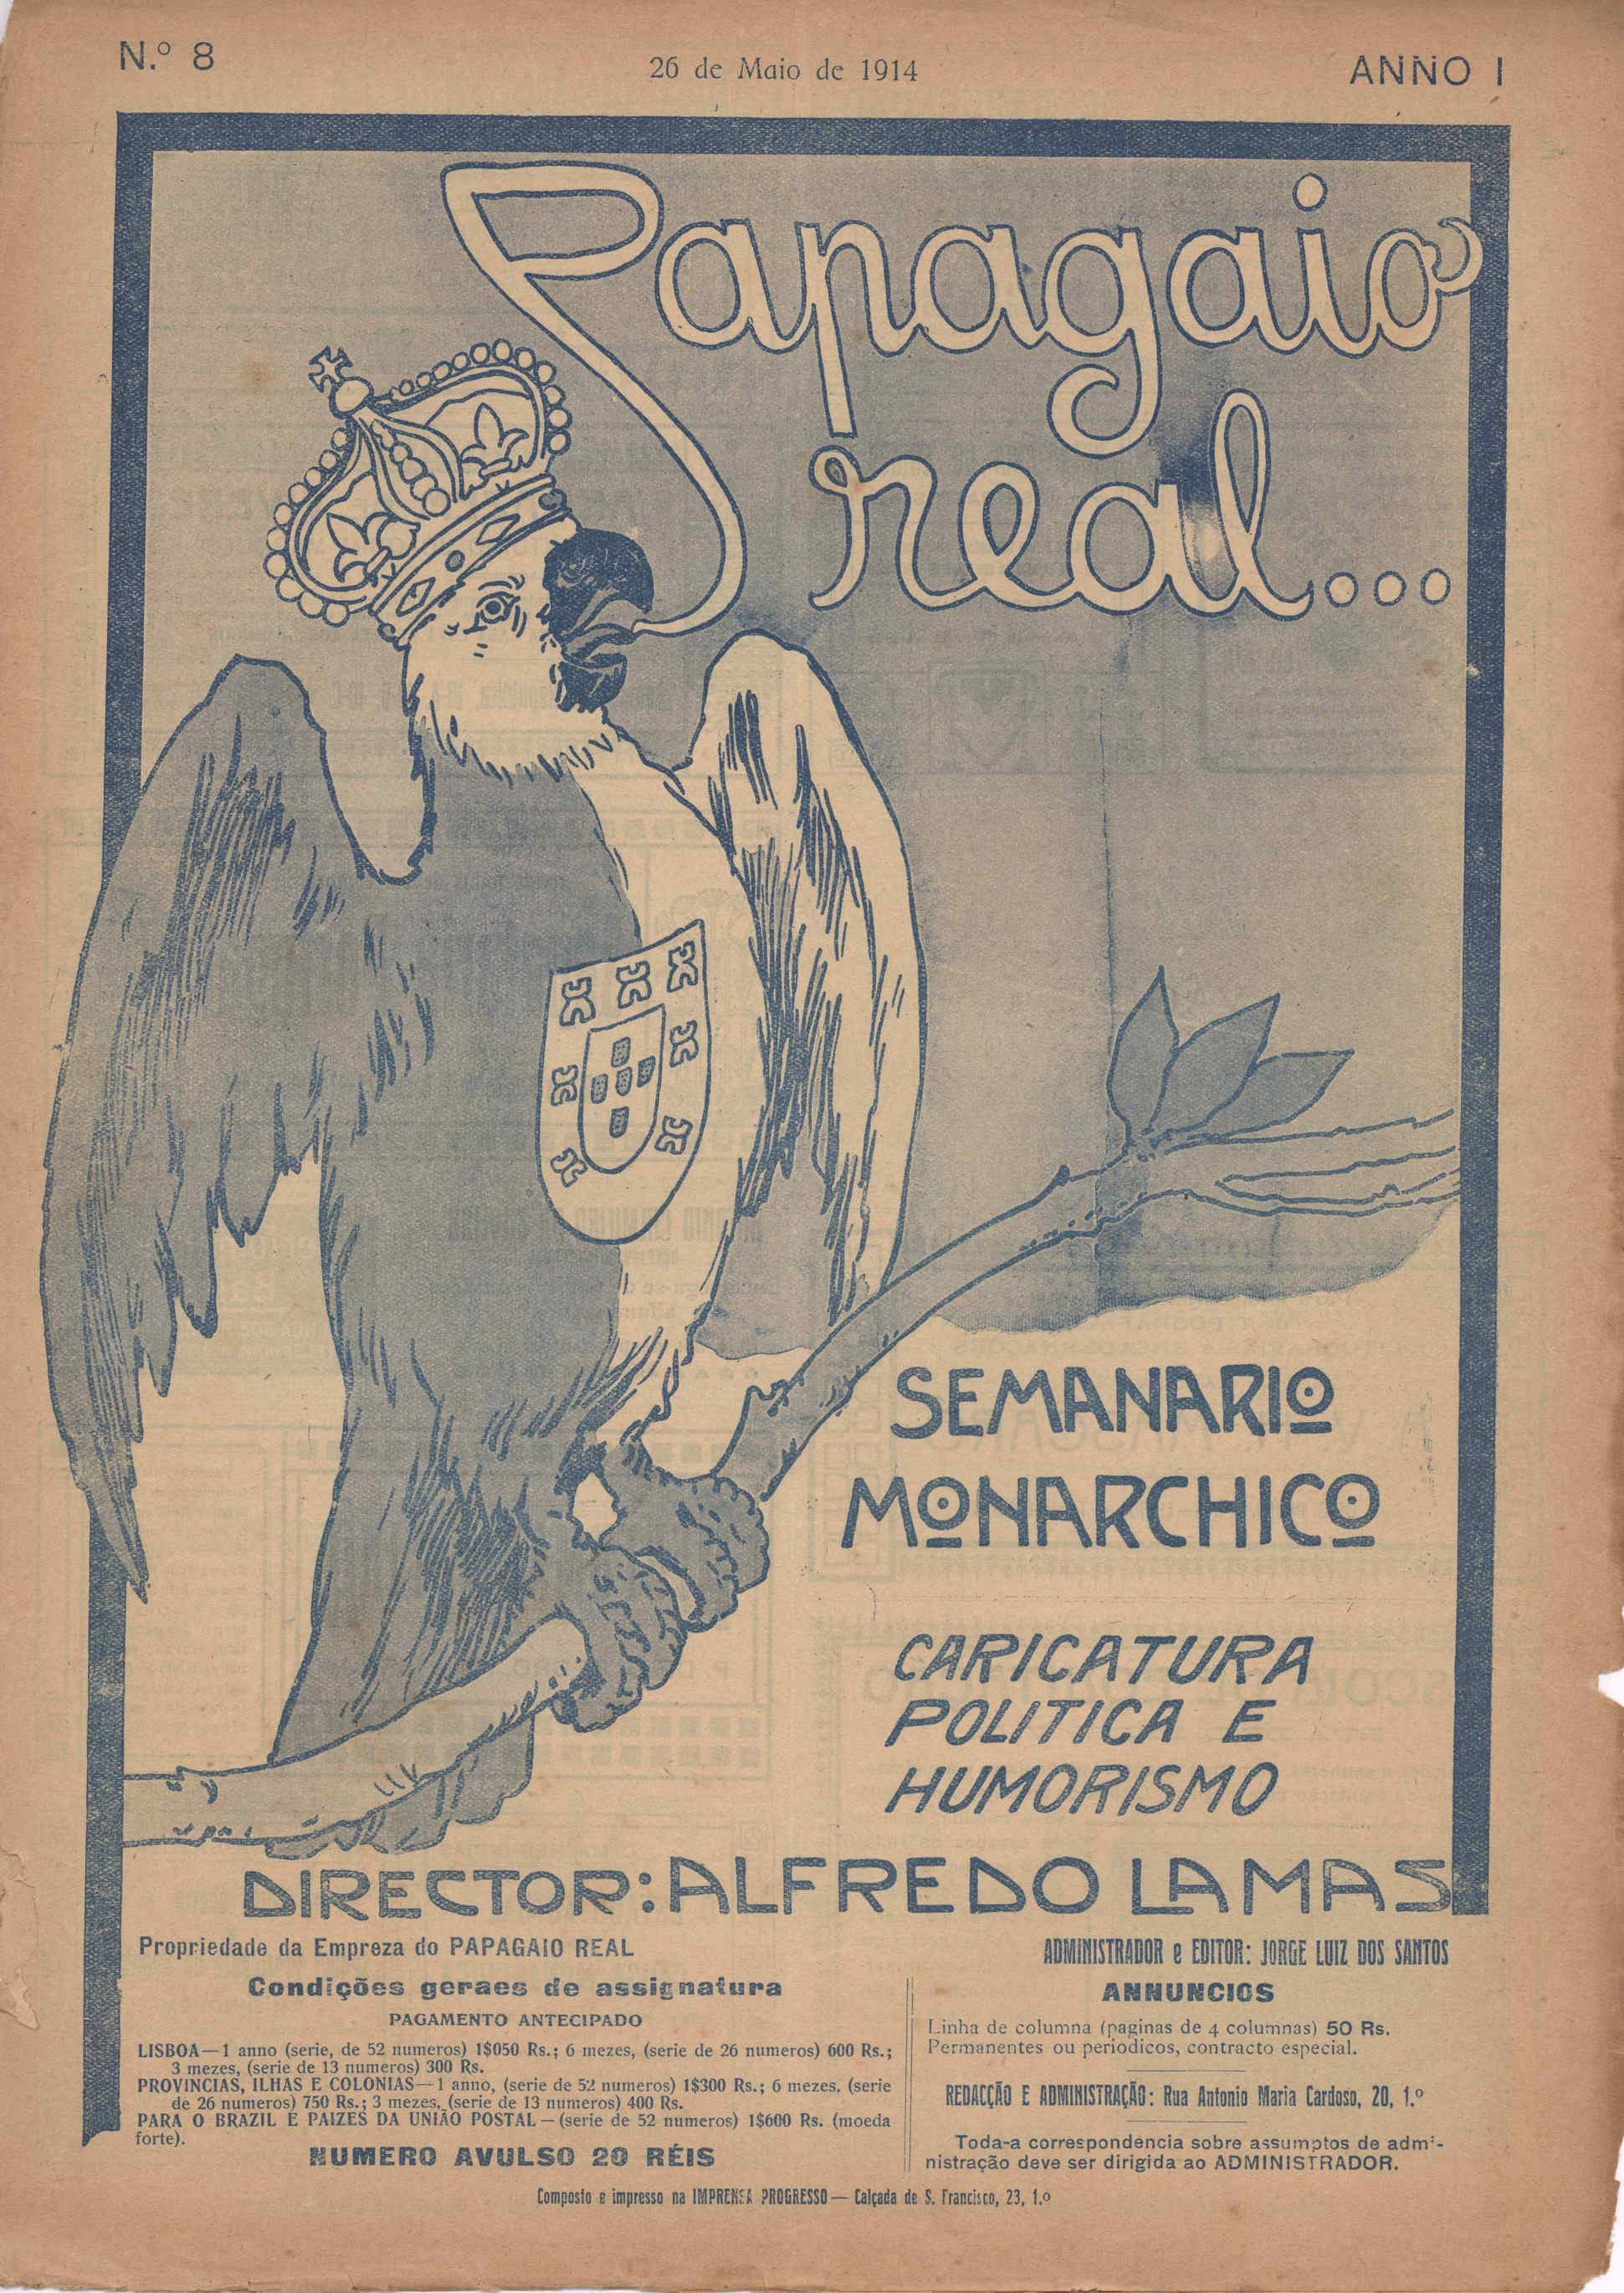 N.º 8
26 de Maio de 1914
ANNO I
Papagaio
real...
SEMANARIO
MONARCHICO
CARICATURA
POLITICA E
HUMORISMO
DIRECTOR: ALFREDO LAMAS
Propriedade da Empreza do PAPAGAIO REAL
Condições geraes de assignatura
PAGAMENTO ANTECIPADO
LISBOA—1 anno (serie, de 52 numeros) 1$050 Rs.; 6 mezes, (serie de 26 numeros) 600 Rs.;
3 mezes, (serie de 13 numeros) 300 Rs.
PROVINCIAS, ILHAS E COLONIAS—1 anno, (serie de 52 numeros) 1$300 Rs.; 6 mezes, (serie
de 26 numeros) 750 Rs.; 3 mezes, (serie de 13 numeros) 400 Rs.
PARA O BRAZIL E PAIZES DA UNIÃO POSTAL—(serie de 52 numeros) 1$600 Rs. (moeda
forte).
NUMERO AVULSO 20 RÉIS
ADMINISTRADOR e EDITOR: JORGE LUIZ DOS SANTOS
ANNUNCIOS
Linha de columna (paginas de 4 columnas) 50 Rs.
Permanentes ou periodicos, contracto especial.
REDACÇÃO E ADMINISTRAÇÃO: Rua Antonio Maria Cardoso, 20, 1.º
Toda-a correspondencia sobre assumptos de admi-
nistração deve ser dirigida ao ADMINISTRADOR.
Composto e impresso na IMPRENSA PROGRESSO — Calçada de S. Francisco, 23, 1.º